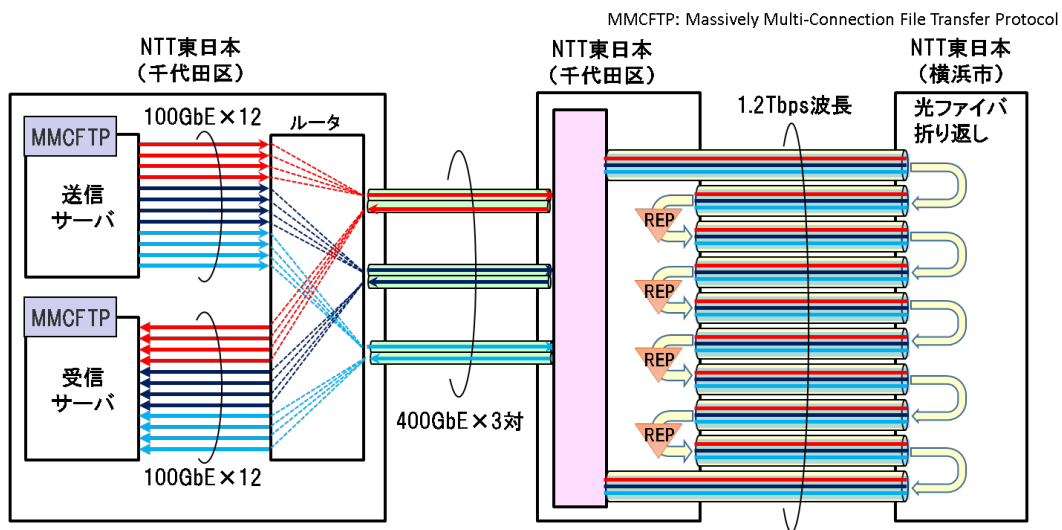 MMCFTP: Massively Multi-Connection File Transfer Protocol
NTT東日本
(千代田区)
NTT東日本
(千代田区)
NTT東日本
(横浜市)
100GbE×12
ルータ
1.2Tbps波長
光ファイバ
折り返し
MMCFTP
送信
サーバ
REP
REP
MMCFTP
受信
サーバ
REP
REP
400GbE×3対
100GbE×12